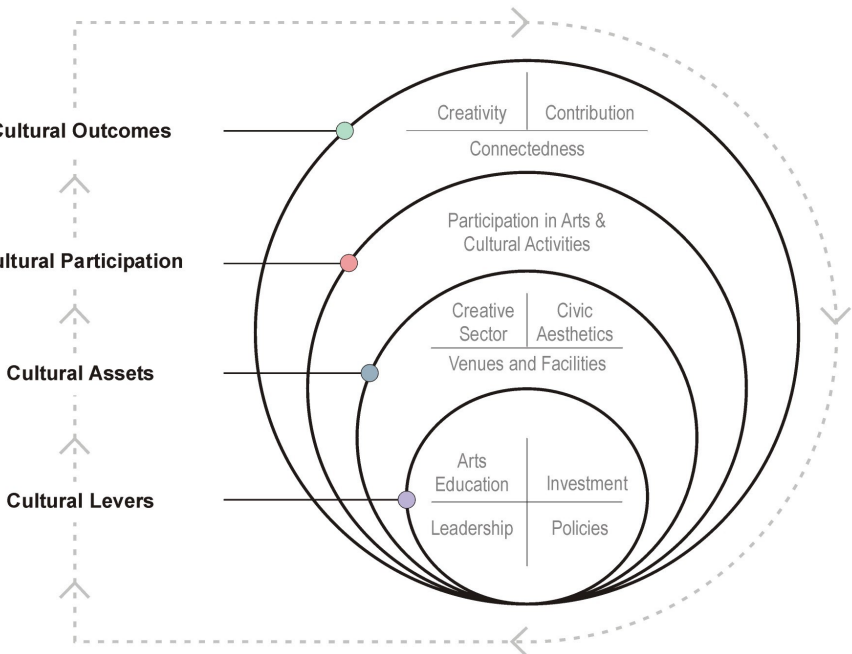 Cultural Outcomes
Creativity
Contribution
Connectedness
ultural Participation
Participation in Arts &
Cultural Activities
Cultural Assets
Creative
Sector
Civic
Aesthetics
Venues and Facilities
Cultural Levers
Arts
Education
Investment
Leadership
Policies